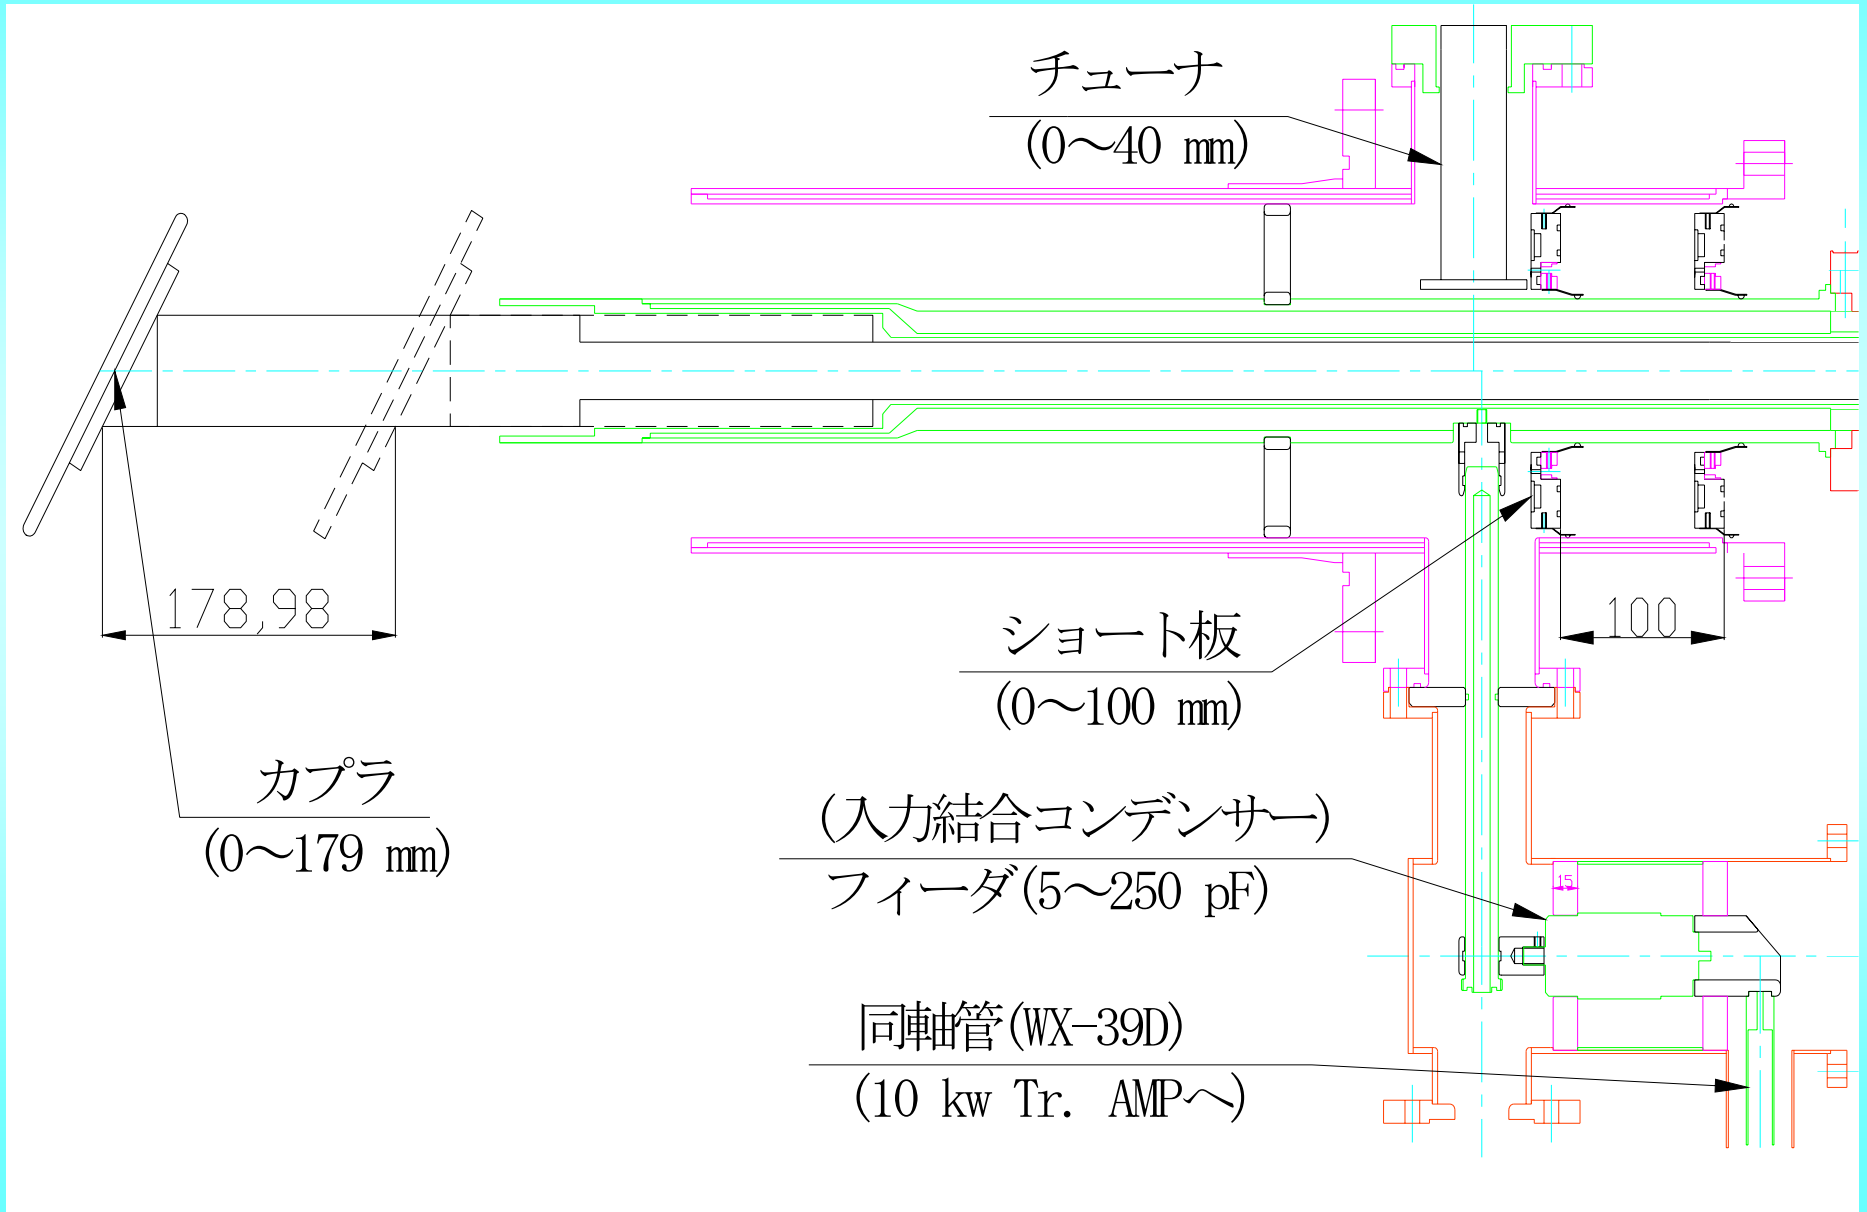 チューナ
(0～40 mm)
178,98
ショート板
(0～100 mm)
100
カプラ
(0～179 mm)
(入力結合コンデンサー)
フィーダ(5～250 pF)
15
同軸管(WX-39D)
(10 kw Tr. AMPへ)